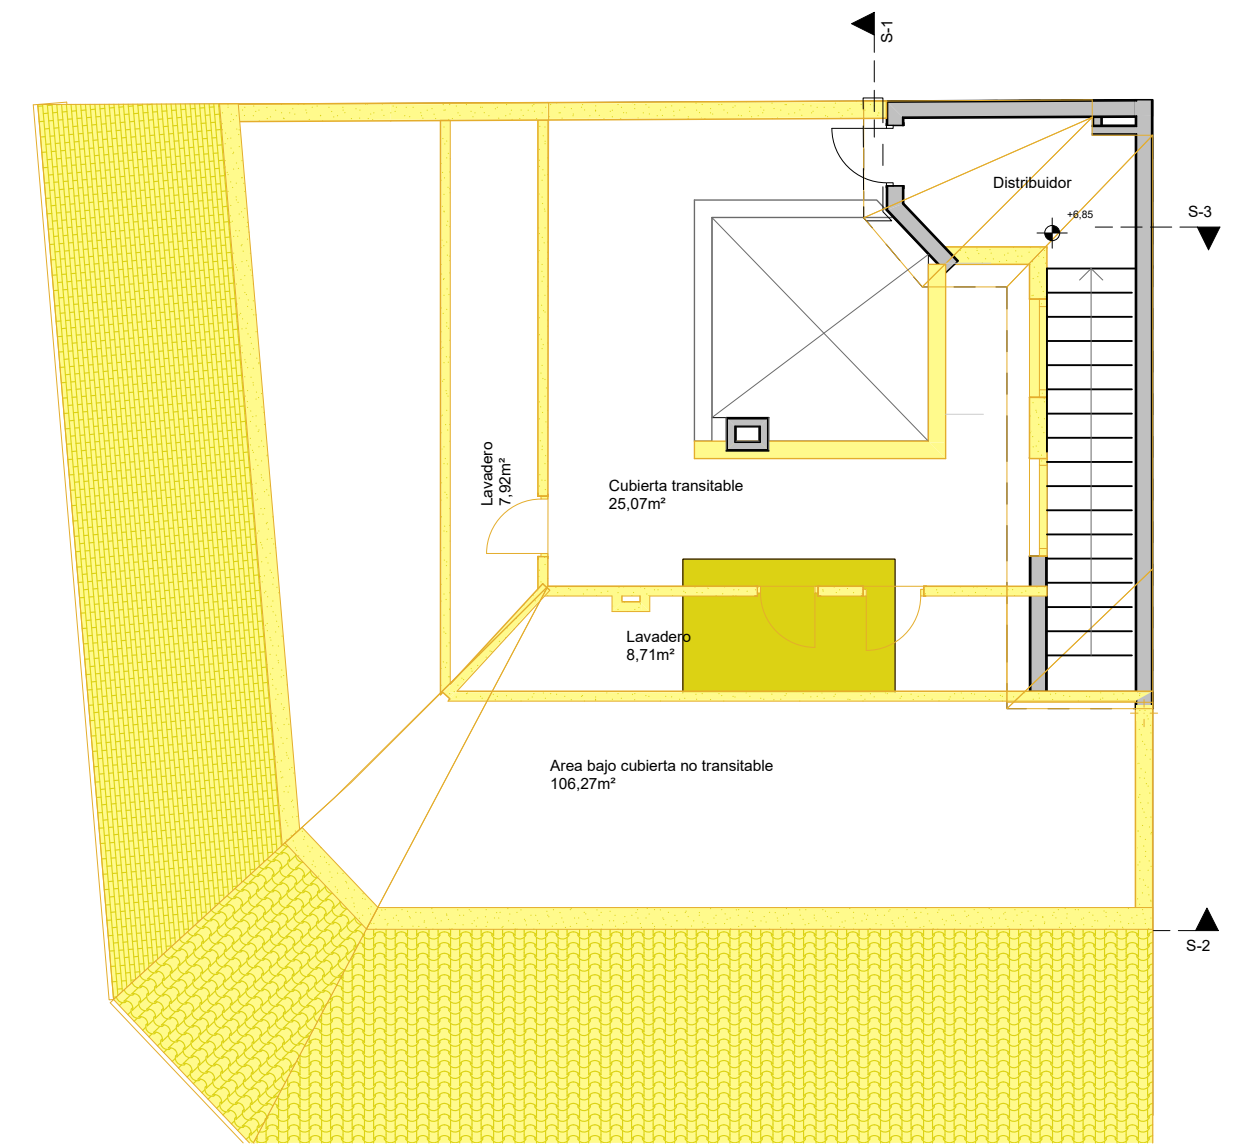 S-1
Distribuidor
+6,85
S-3
Lavadero
7,92m²
Cubierta transitable
25,07m²
Lavadero
8,71m²
Area bajo cubierta no transitable
106,27m²
S-2